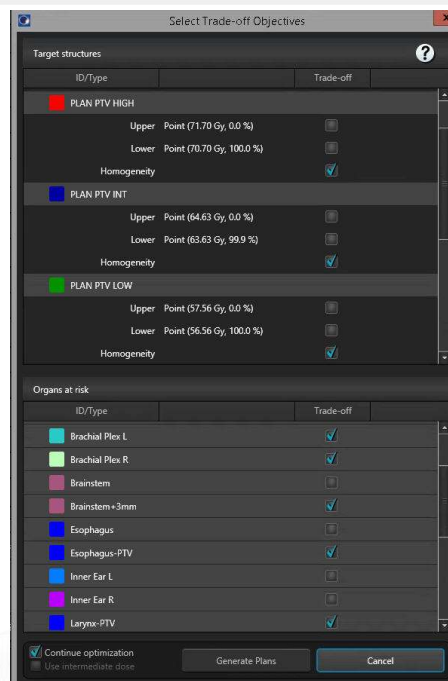 Select Trade-off Objectives
x
Target structures
?
ID/Type Trade-off
PLAN PTV HIGH
Upper Point (71.70 Gy, 0.0 %)
Lower Point (70.70 Gy, 100.0 %)
Homogeneity
PLAN PTV INT
Upper Point (64.63 Gy, 0.0 %)
Lower Point (63.63 Gy, 99.9 %)
Homogeneity
PLAN PTV LOW
Upper Point (57.56 Gy, 0.0 %)
Lower Point (56.56 Gy, 100.0 %)
Homogeneity
Organs at risk
ID/Type Trade-off
Brachial Plex L
Brachial Plex R
Brainstem
Brainstem+3mm
Esophagus
Esophagus-PTV
Inner Ear L
Inner Ear R
Larynx-PTV
Continue optimization
Use intermediate dose
Generate Plans
Cancel